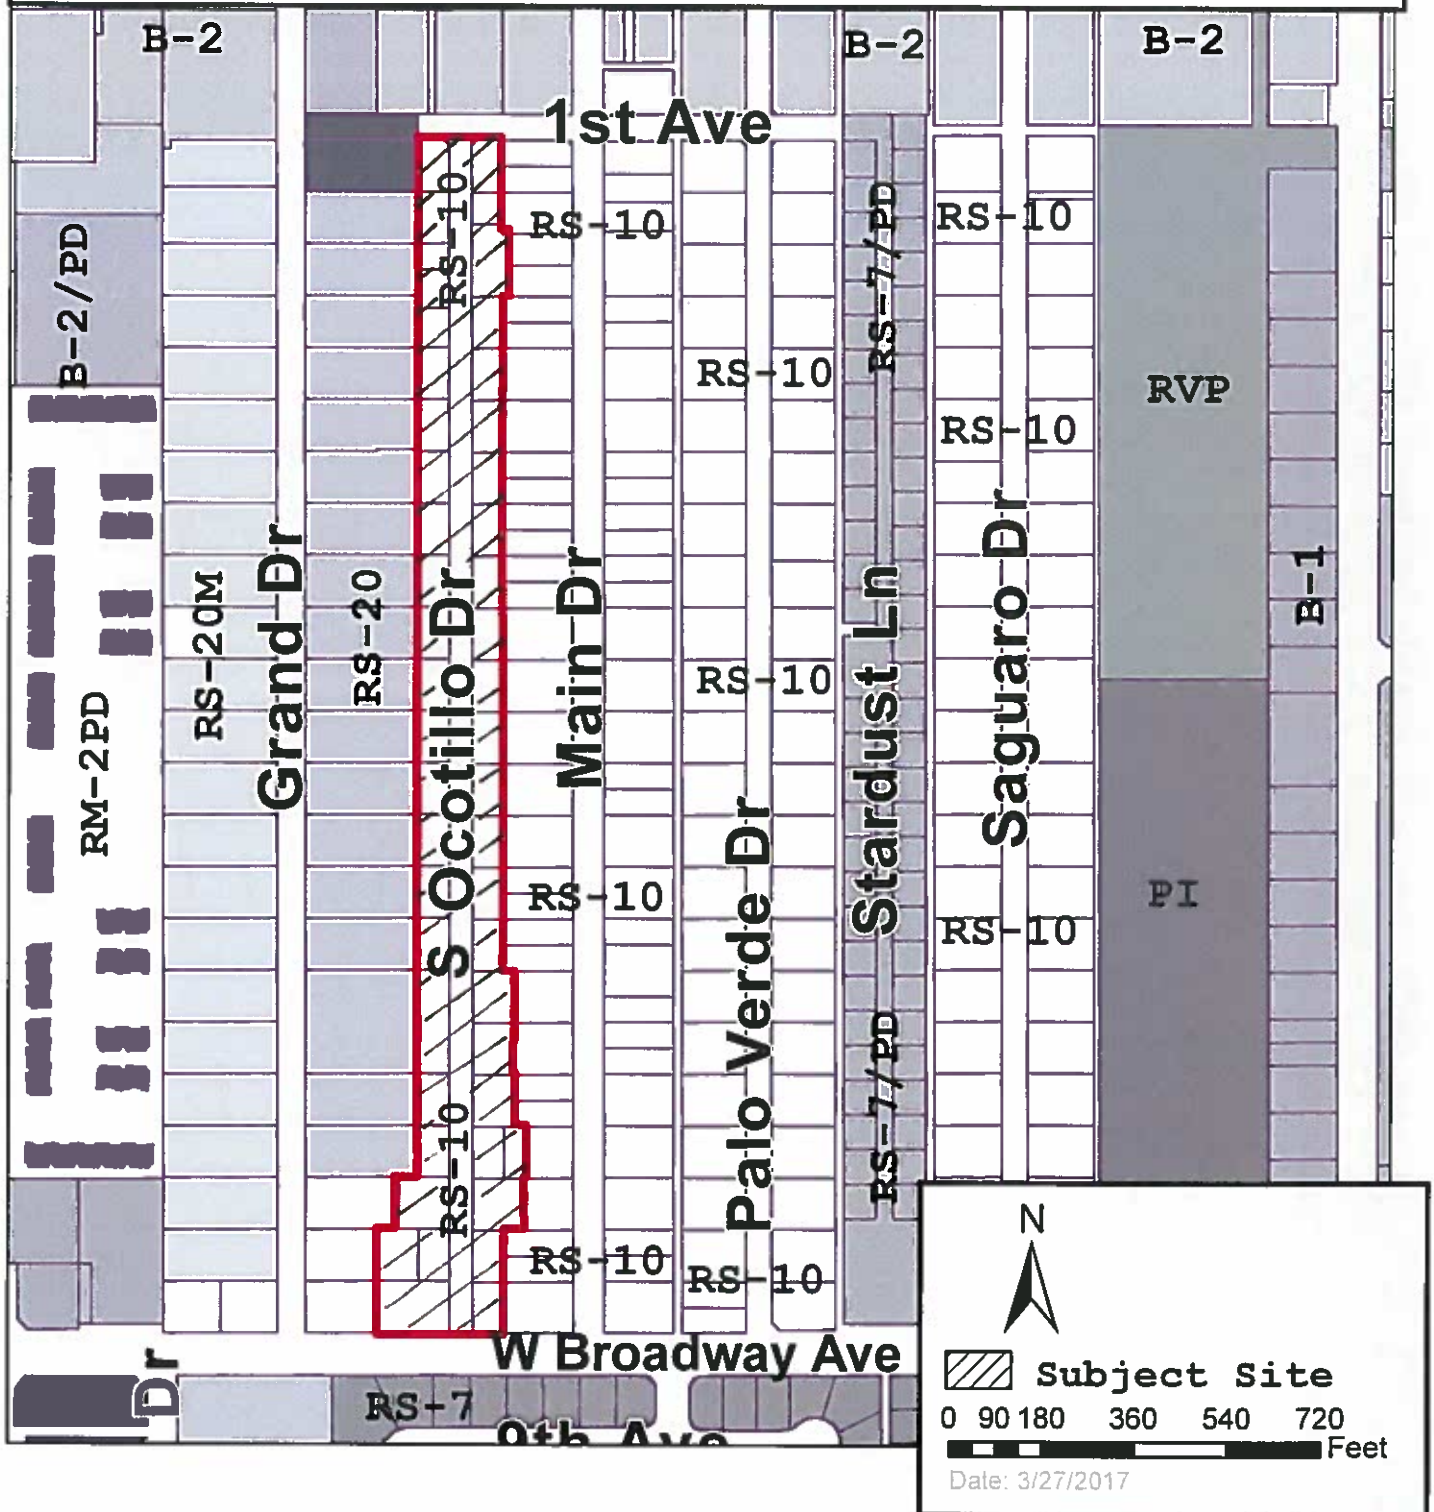 B-2
B-2
B-2
1st Ave
RS-10
RS-10
RS-7/PD
RS-10
B-2/PD
RS-10
RVP
RS-10
RS-20M
Grand Dr
RS-20
S Ocotillo Dr
Main Dr
RS-10
Stardust Ln
Saguaro Dr
B-1
RM-2PD
RS-10
Palo Verde Dr
RS-10
PI
RS-7/PD
RS-10
RS-10
RS-10
W Broadway Ave
Dr
RS-7
9th Ave
N
Subject Site
0 90 180 360 540 720
Feet
Date: 3/27/2017